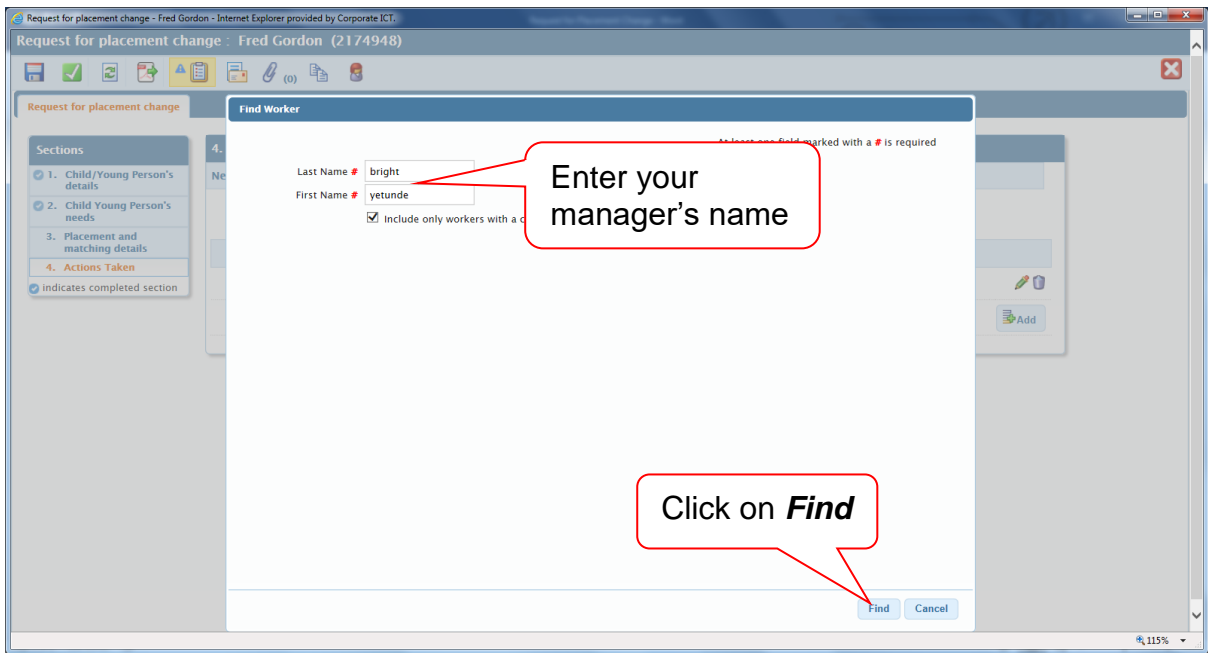 Request for placement change - Fred Gordon - Internet Explorer provided by Corporate ICT.
Request for placement change : Fred Gordon (2174948)
(0)
Request for placement change
Find Worker
At least one field marked with a # is required
Sections
4.
1. Child/Young Person's
details
Ne
2. Child Young Person's
needs
3. Placement and
matching details
4. Actions Taken
indicates completed section
Last Name # bright
First Name # yetunde
Include only workers with a c
Enter your
manager's name
Add
Click on Find
Find Cancel
115%